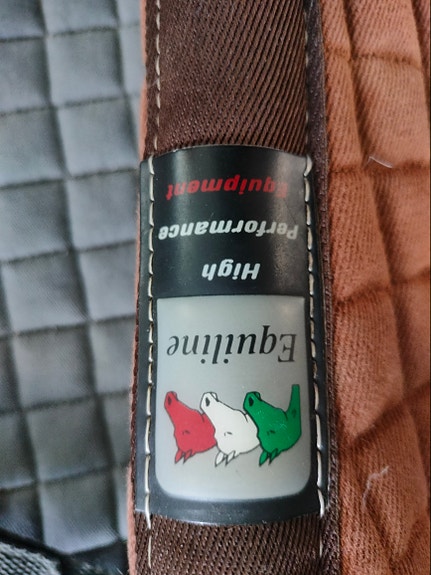 Equiline
High
Performance
Equipment